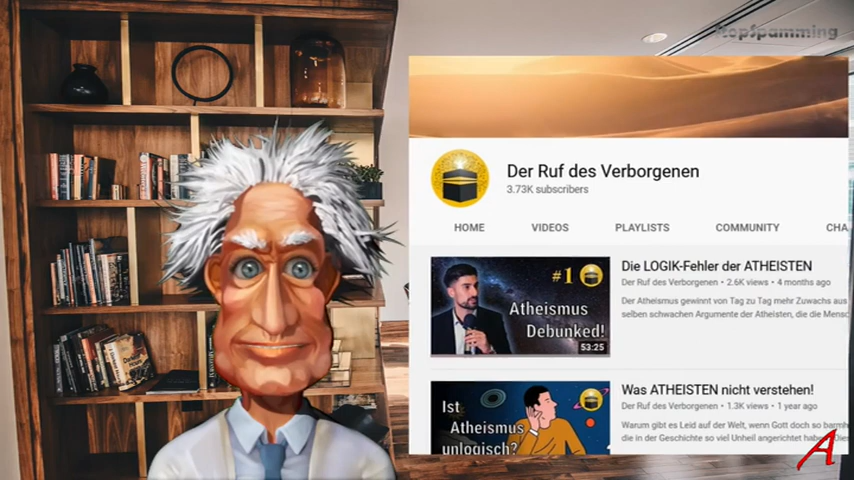 StopSpamming
Der Ruf des Verborgenen
3.73K subscribers
HOME VIDEOS PLAYLISTS COMMUNITY CHA
#1
Atheismus
Debunked!
53:25
Die LOGIK-Fehler der ATHEISTEN
Der Ruf des Verborgenen • 2.6K views • 4 months ago
Der Atheismus gewinnt von Tag zu Tag mehr Zuwachs aus
selben schwachen Argumente der Atheisten, die die Mensc
Ist
Atheismus
unlogisch?
Was ATHEISTEN nicht verstehen!
Der Ruf des Verborgenen • 1.3K views • 1 year ago
Warum gibt es Leid auf der Welt, wenn Gott doch so barmh
die in der Geschichte so viel Unheil angerichtet
A